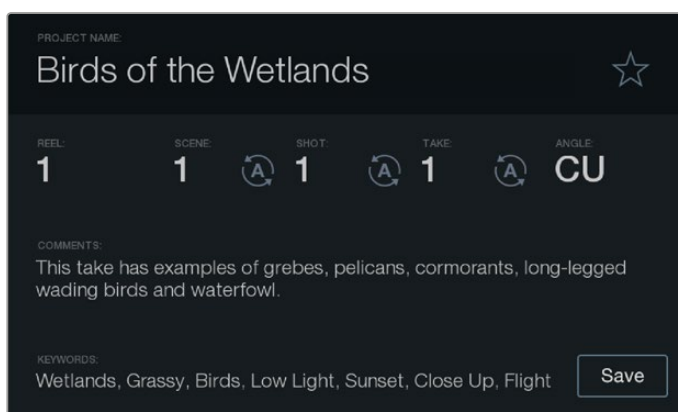 PROJECT NAME:
Birds of the Wetlands
REEL: SCENE: SHOT: TAKE: ANGLE:
1 1 A 1 A 1 A CU
COMMENTS:
This take has examples of grebes, pelicans, cormorants, long-legged
wading birds and waterfowl.
KEYWORDS:
Wetlands, Grassy, Birds, Low Light, Sunset, Close Up, Flight
Save